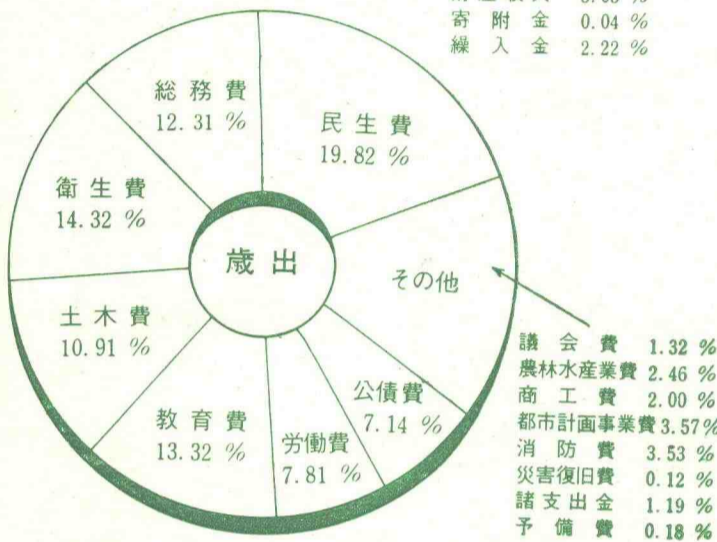 寄附金 0.04 %
繰入金 2.22 %
総務費
12.31 %
民生費
19.82 %
衛生費
14.32 %
歳出
その他
土木費
10.91 %
教育費
13.32 %
労働費
7.81 %
公債費
7.14 %
議会費 1.32 %
農林水産業費 2.46 %
商工費 2.00 %
都市計画事業費 3.57%
消防費 3.53 %
災害復旧費 0.12 %
諸支出金 1.19 %
予備費 0.18 %